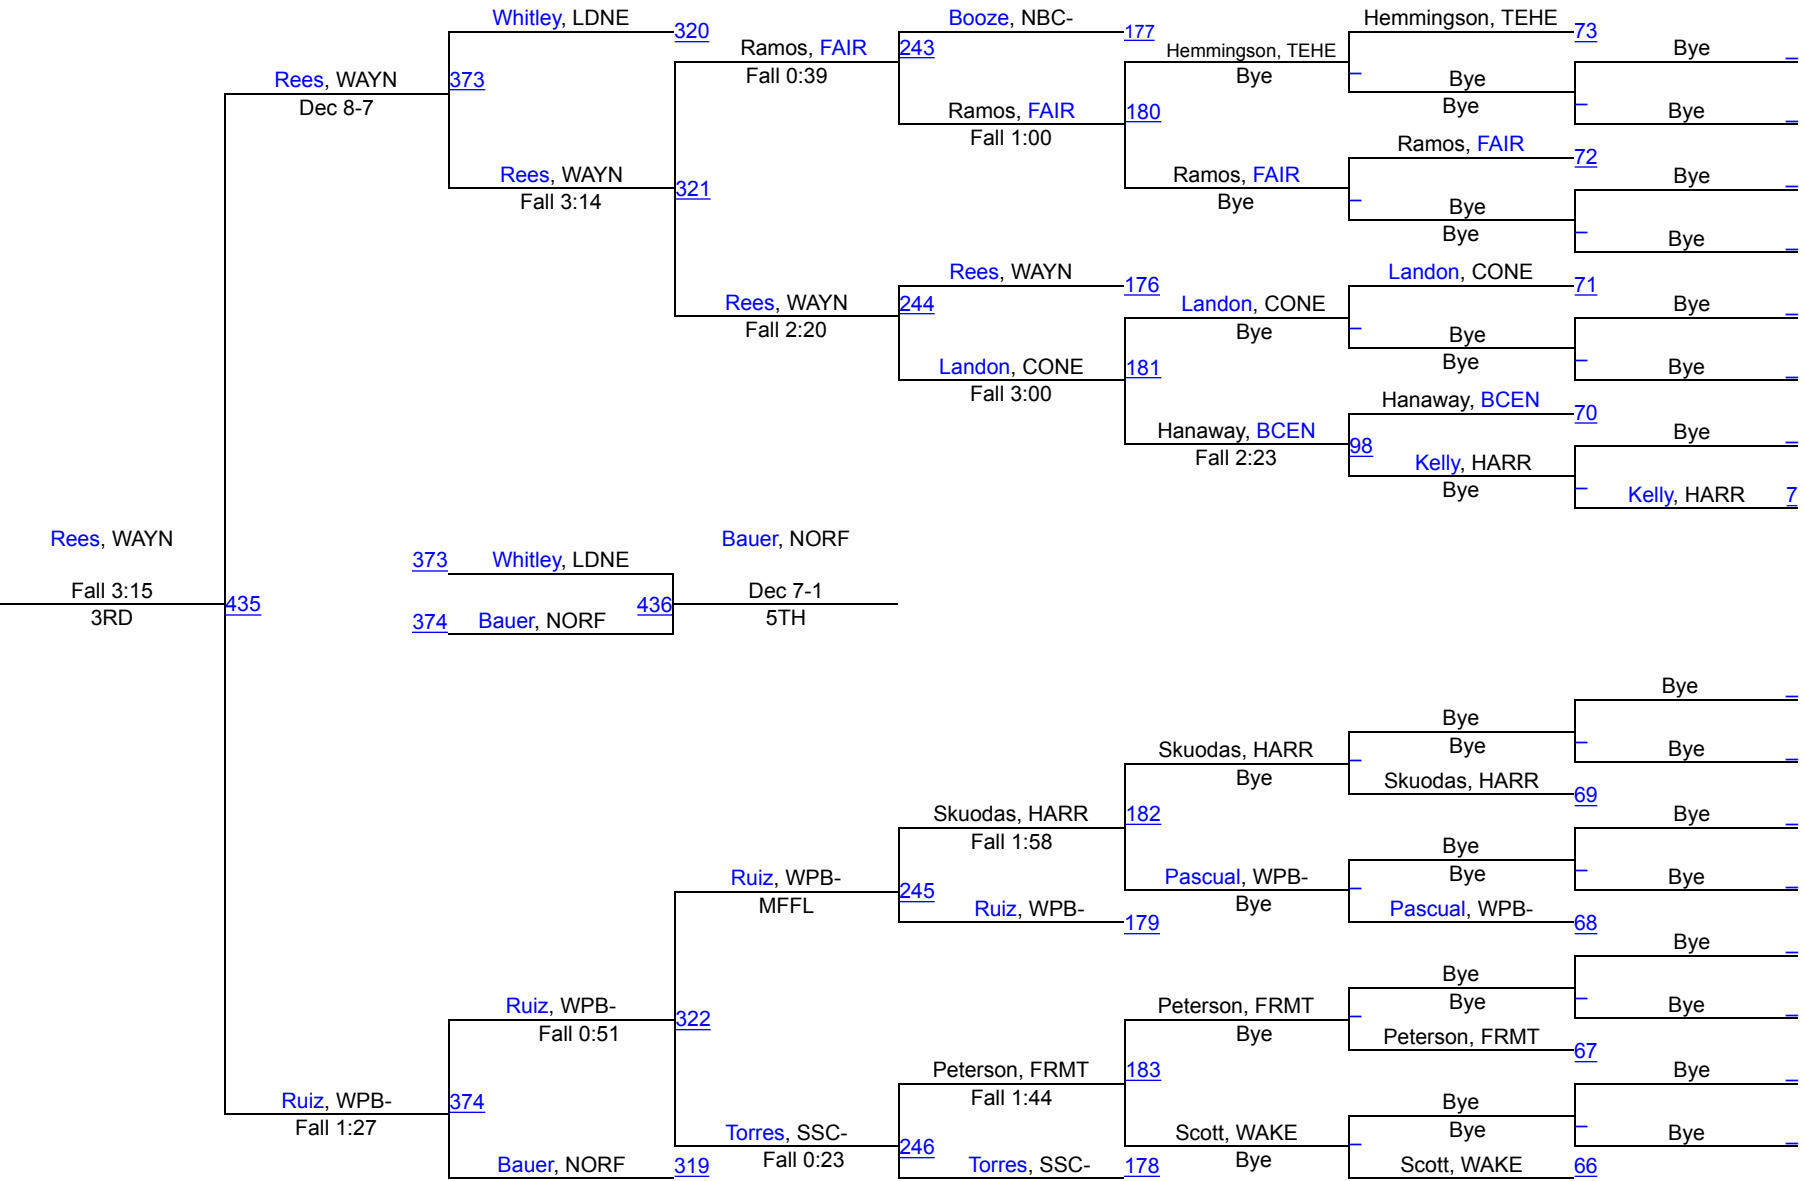 Whitley, LDNE
320
Booze, NBC-
177
Hemmingson, TEHE
73
Ramos, FAIR
243
Fall 0:39
Hemmingson, TEHE
Bye
Bye
Bye
Bye
Bye
Rees, WAYN
373
Dec 8-7
Ramos, FAIR
180
Fall 1:00
Ramos, FAIR
72
Rees, WAYN
321
Fall 3:14
Ramos, FAIR
Bye
Bye
Bye
Bye
Bye
Rees, WAYN
176
Landon, CONE
71
Rees, WAYN
244
Fall 2:20
Landon, CONE
Bye
Bye
Bye
Bye
Bye
Landon, CONE
181
Fall 3:00
Hanaway, BCEN
70
Hanaway, BCEN
98
Fall 2:23
Bye
Kelly, HARR
Bye
Kelly, HARR
7
Rees, WAYN
Fall 3:15
435
3RD
373
Whitley, LDNE
374
Bauer, NORF
436
Bauer, NORF
Dec 7-1
5TH
Bye
Bye
Bye
Bye
Skuodas, HARR
Bye
Skuodas, HARR
69
Skuodas, HARR
182
Fall 1:58
Bye
Bye
Bye
Bye
Ruiz, WPB-
245
MFFL
Pascual, WPB-
Bye
Pascual, WPB-
68
Ruiz, WPB-
179
Bye
Bye
Bye
Bye
Ruiz, WPB-
322
Fall 0:51
Peterson, FRMT
Bye
Peterson, FRMT
67
Peterson, FRMT
183
Fall 1:44
Bye
Bye
Bye
Bye
Ruiz, WPB-
374
Fall 1:27
Torres, SSC-
246
Fall 0:23
Scott, WAKE
Bye
Bauer, NORF
319
Torres, SSC-
178
Scott, WAKE
66